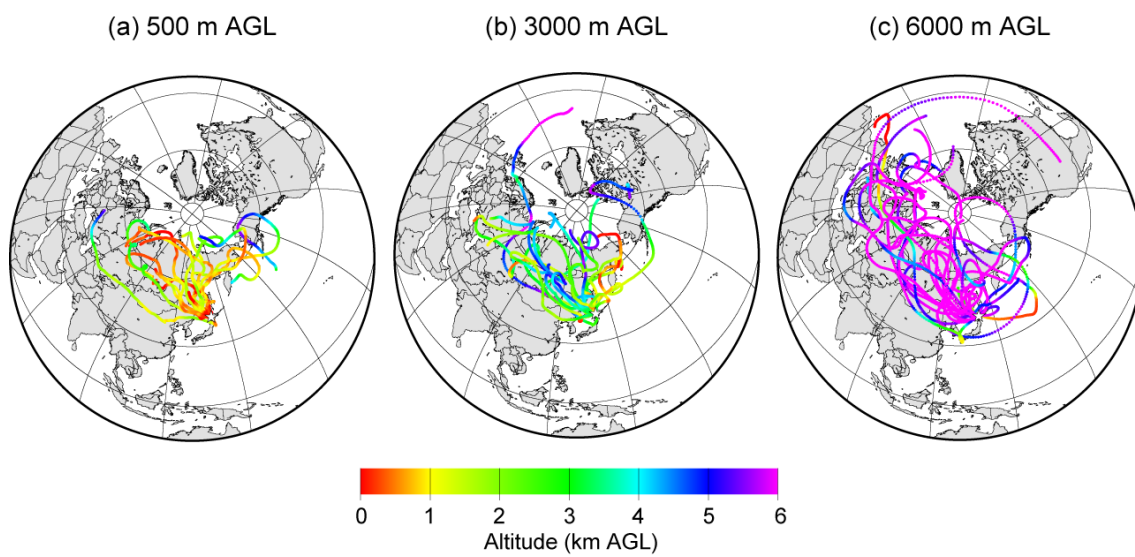 (a) 500 m AGL
(b) 3000 m AGL
(c) 6000 m AGL
0 1 2 3 4 5 6
Altitude (km AGL)